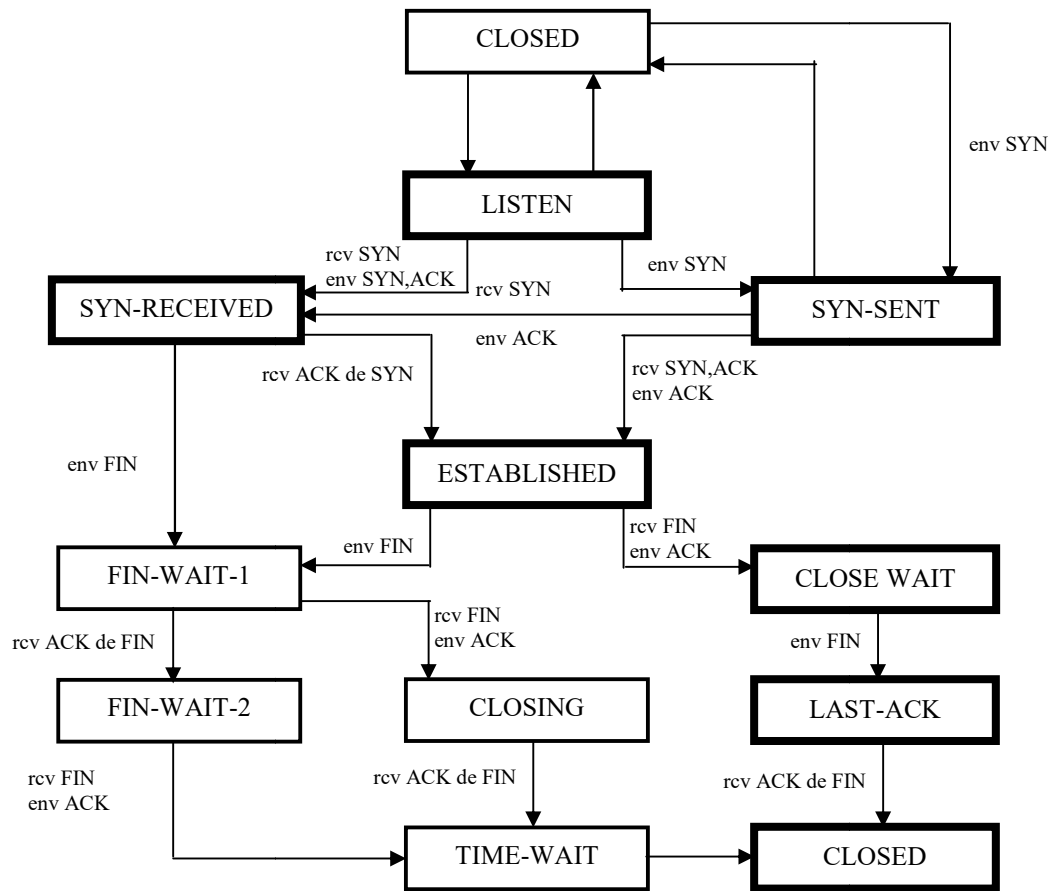 CLOSED
env SYN
LISTEN
rcv SYN
env SYN,ACK
rcv SYN
env SYN
SYN-RECEIVED
SYN-SENT
env ACK
rcv ACK de SYN
rcv SYN,ACK
env ACK
env FIN
ESTABLISHED
env FIN
rcv FIN
env ACK
FIN-WAIT-1
CLOSE WAIT
rcv ACK de FIN
rcv FIN
env ACK
env FIN
FIN-WAIT-2
CLOSING
LAST-ACK
rcv FIN
env ACK
rcv ACK de FIN
rcv ACK de FIN
TIME-WAIT
CLOSED